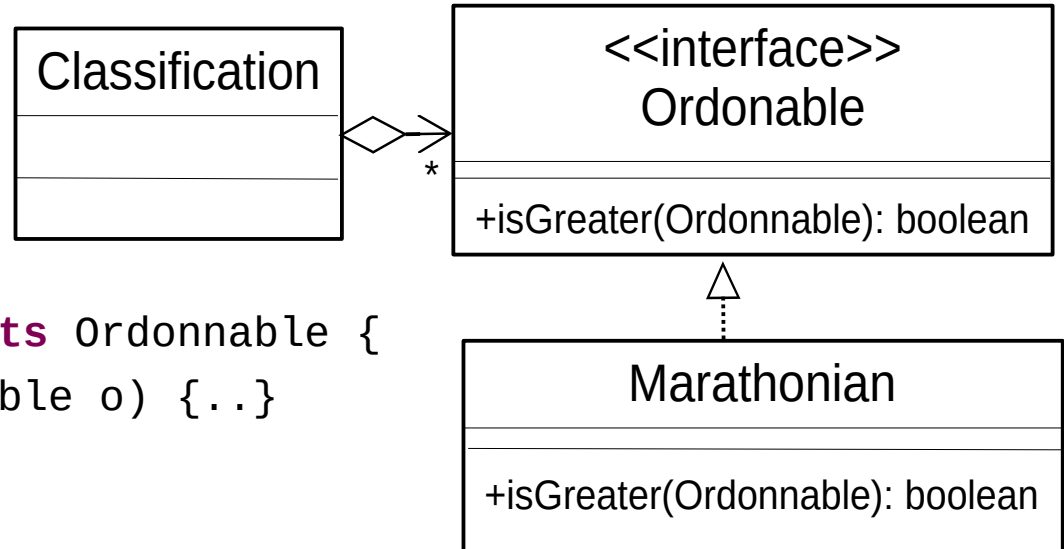 Classification
<<interface>>
Ordonable
*
+isGreater(Ordonnable): boolean
ts Ordonnable {
ble o) {..}
Marathonian
+isGreater(Ordonnable): boolean